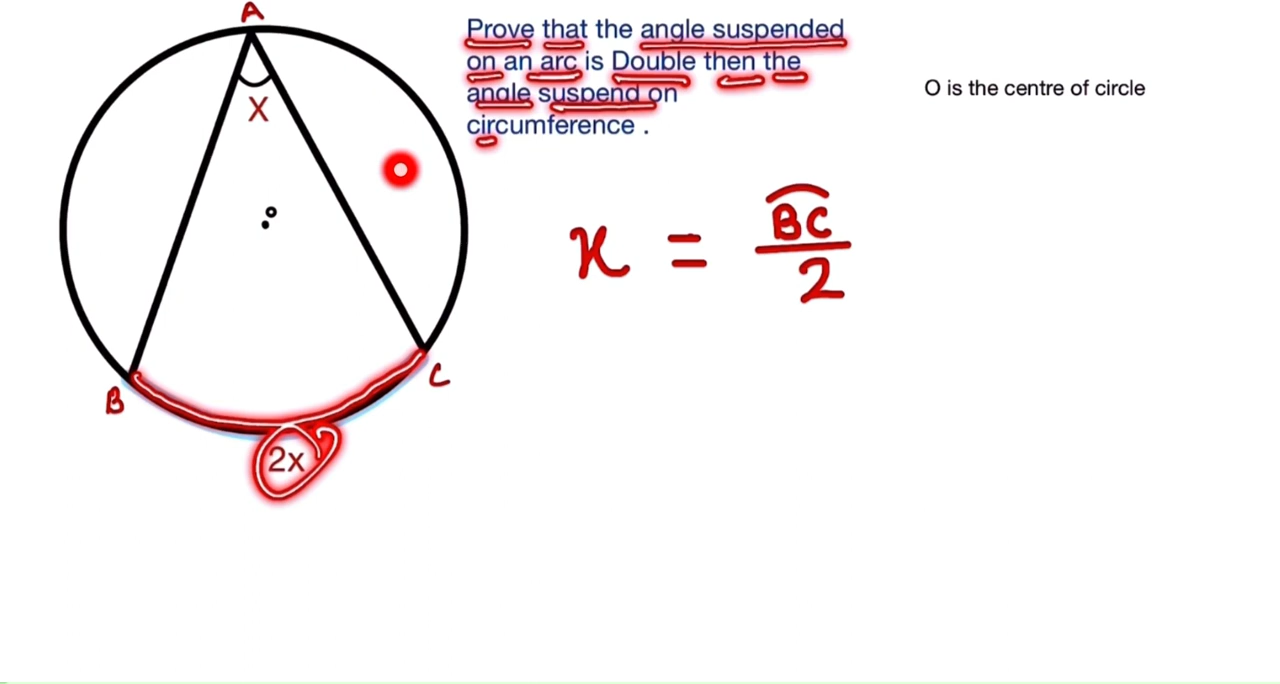 A
Prove that the angle suspended
on an arc is Double then the
angle suspend on
circumference .
O is the centre of circle
X
x = BC/2
B
C
2x